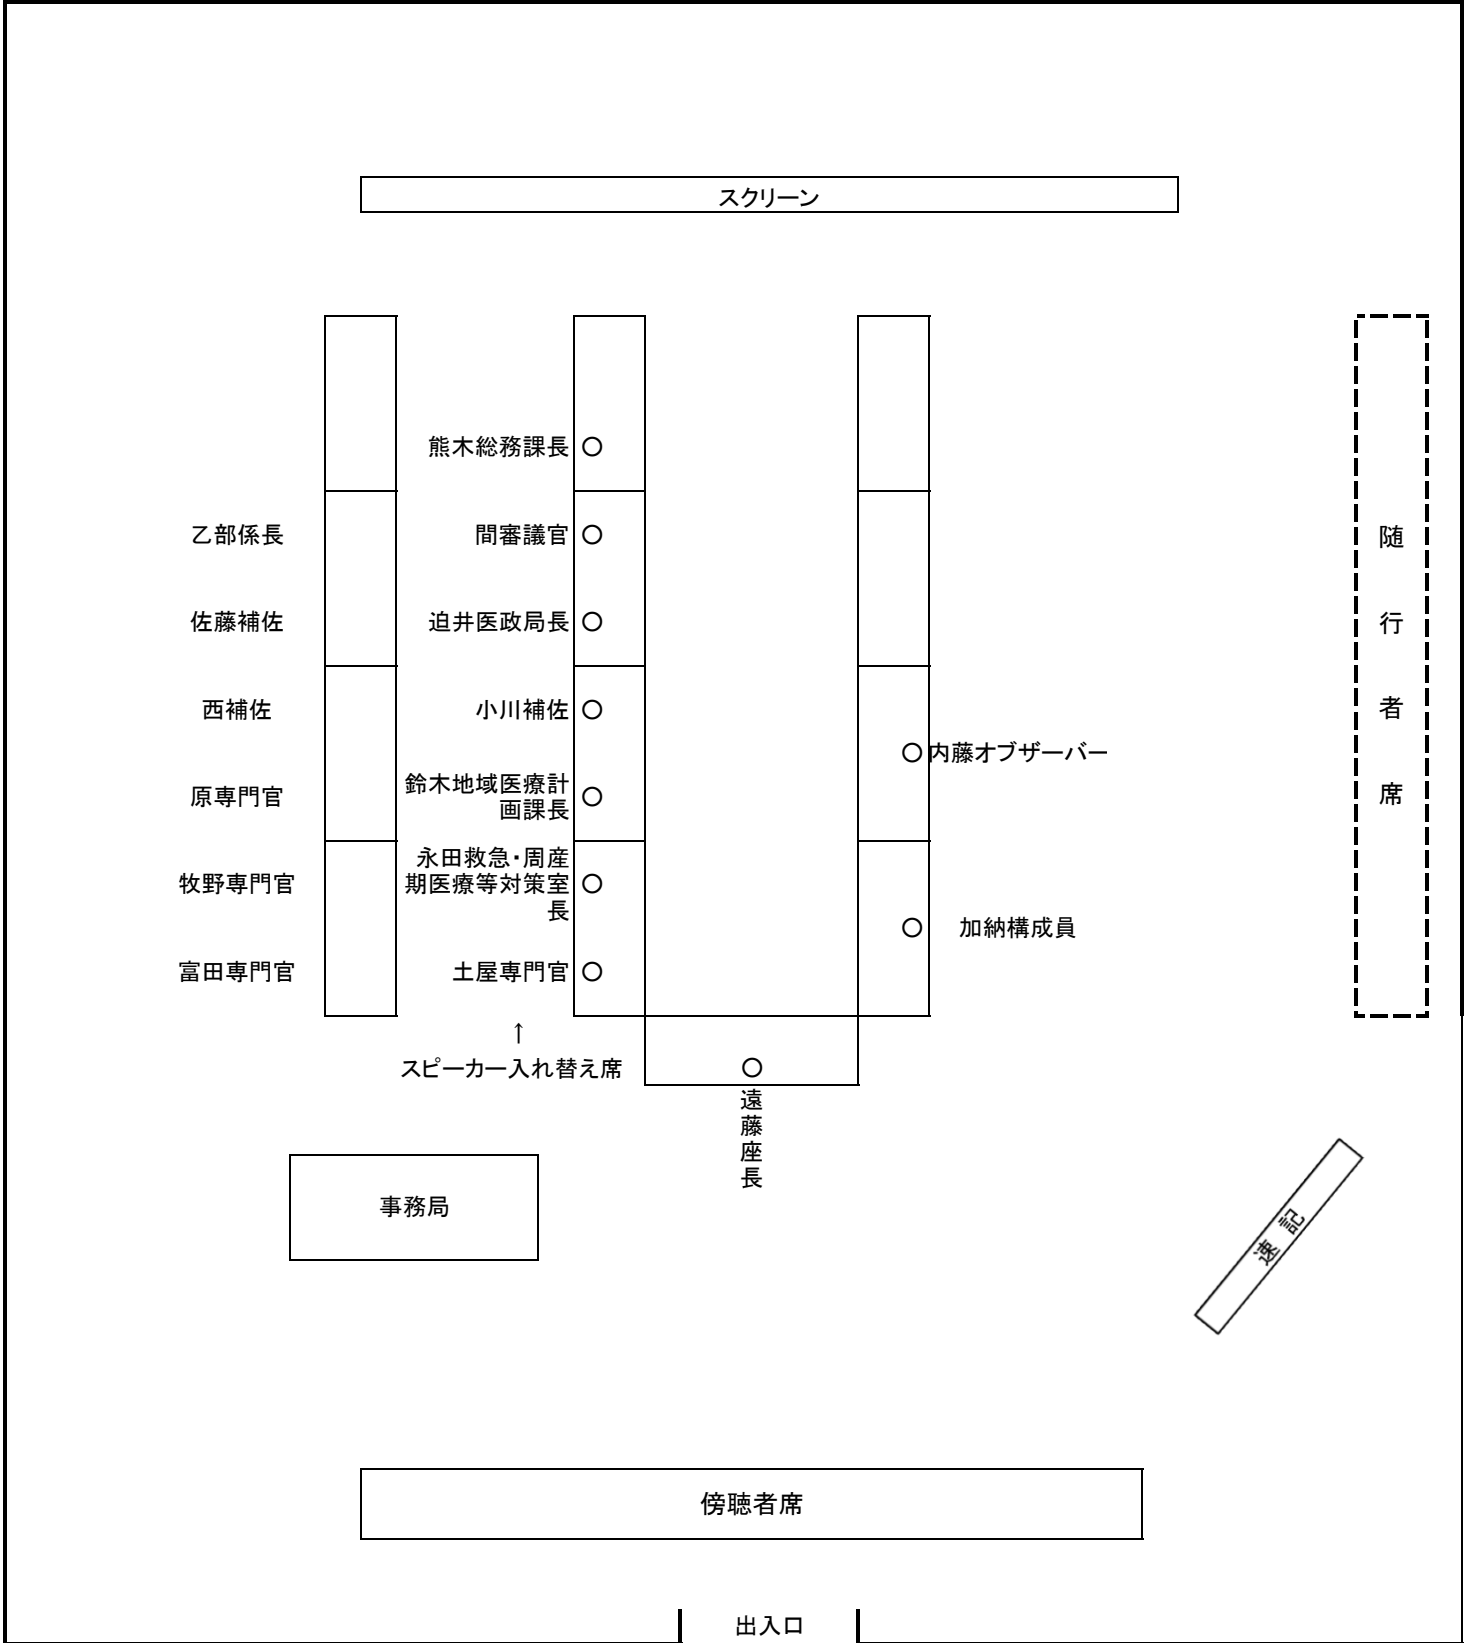 スクリーン
熊木総務課長
乙部係長
間審議官
佐藤補佐
迫井医政局長
西補佐
小川補佐
内藤オブザーバー
原専門官
鈴木地域医療計
画課長
牧野専門官
永田救急・周産
期医療等対策室
長
加納構成員
富田専門官
土屋専門官
↑
スピーカー入れ替え席
遠藤座長
随行者席
事務局
速記
傍聴者席
出入口